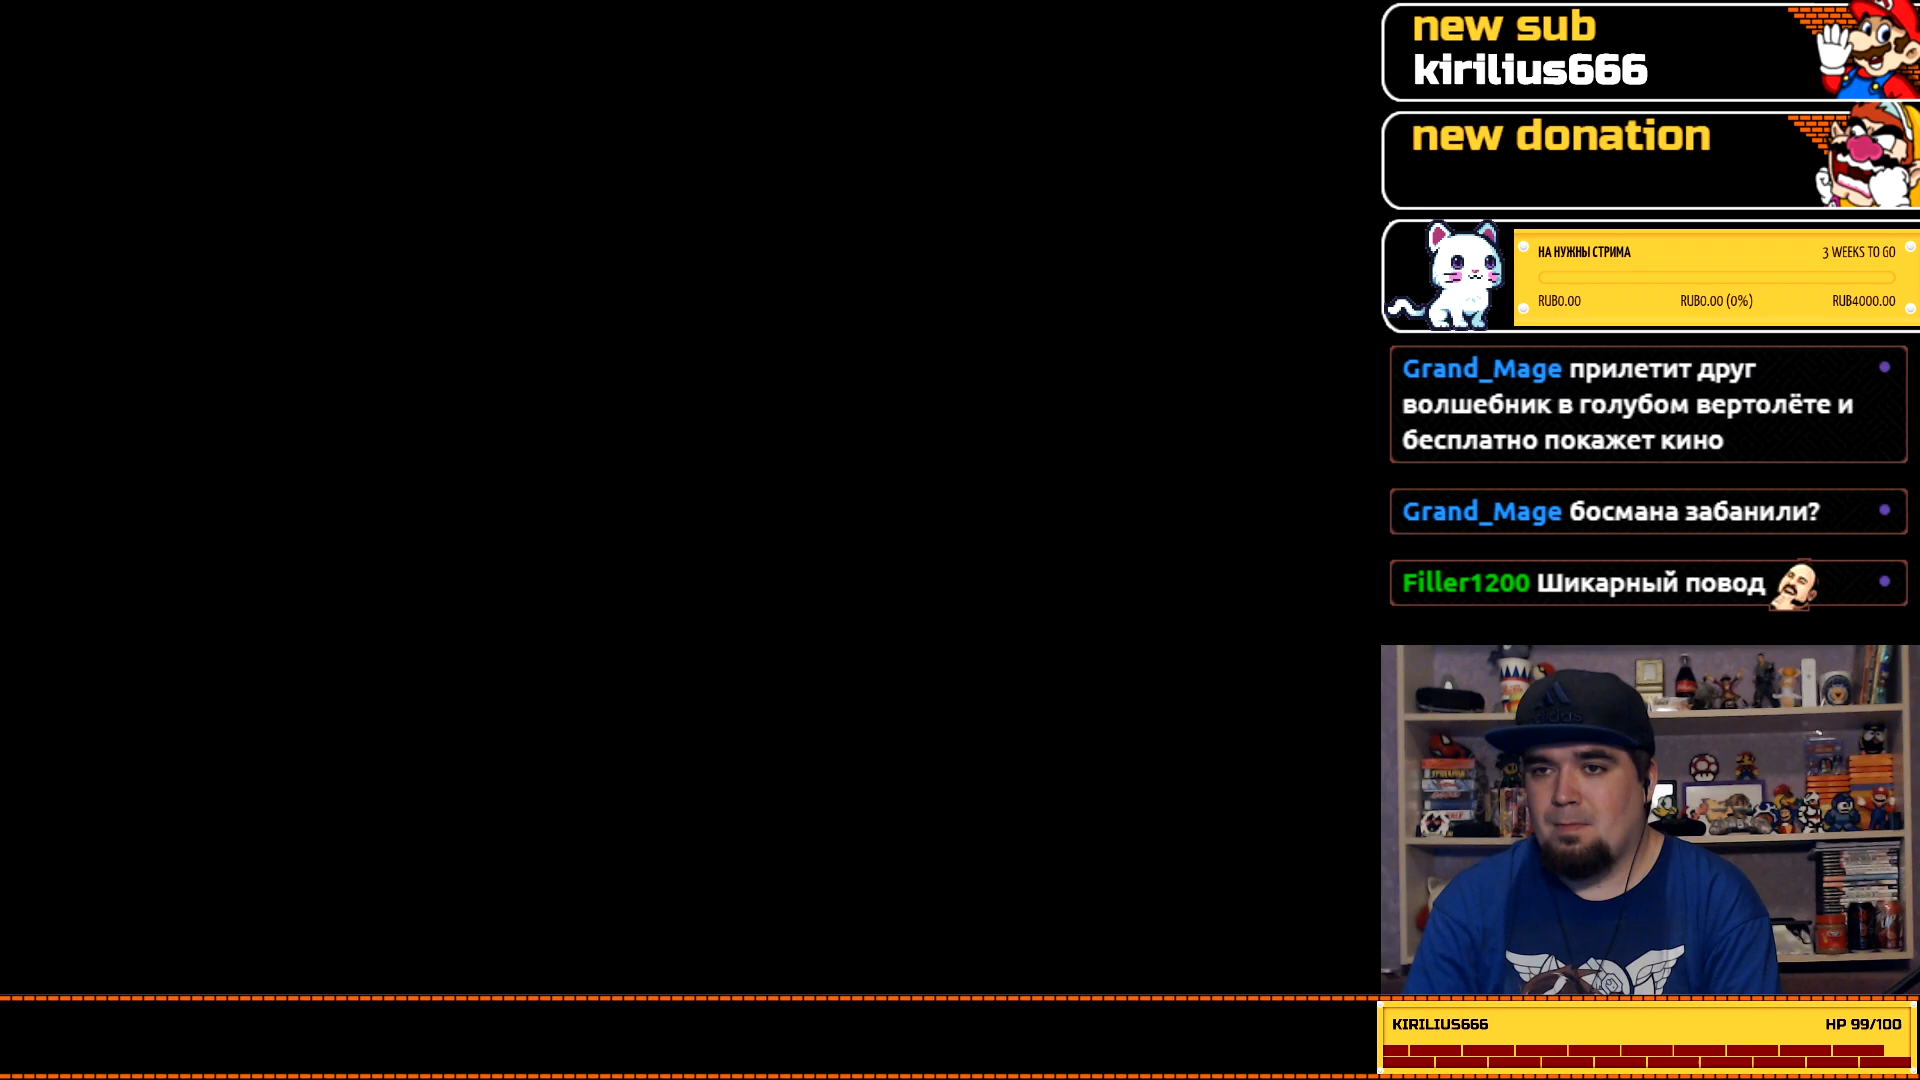 new sub
kirilius666
new donation
НА НУЖНЫ СТРИМА 3 WEEKS TO GO
RUB0.00 RUB0.00 (0%) RUB4000.00
Grand_Mage прилетит друг
волшебник в голубом вертолёте и
бесплатно покажет кино
Grand_Mage босмана забанили?
Filler1200 Шикарный повод
adidas
KIRILIUS666 HP 99/100